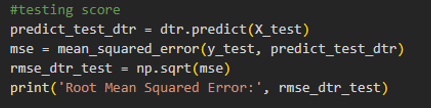 #testing score
predict_test_dtr = dtr.predict(X_test)
mse = mean_squared_error(y_test, predict_test_dtr)
rmse_dtr_test = np.sqrt(mse)
print('Root Mean Squared Error:', rmse_dtr_test)